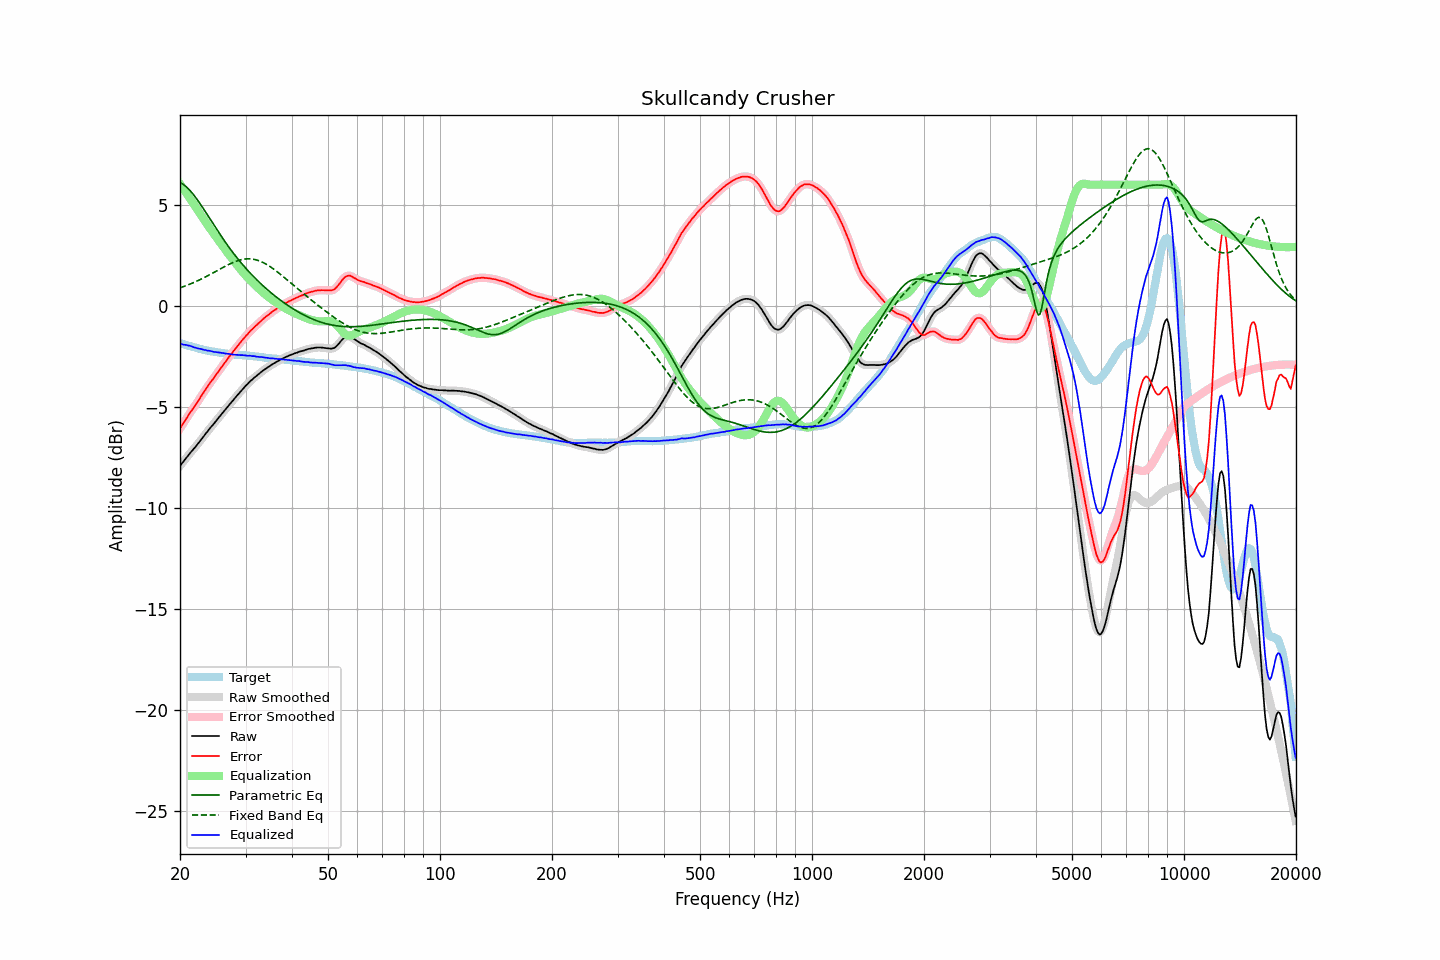 Skullcandy Crusher
5
0
−5
−10
−15
−20
−25
Amplitude (dBr)
Target
Raw Smoothed
Error Smoothed
Raw
Error
Equalization
Parametric Eq
Fixed Band Eq
Equalized
20 50 100 200 500 1000 2000 5000 10000 20000
Frequency (Hz)